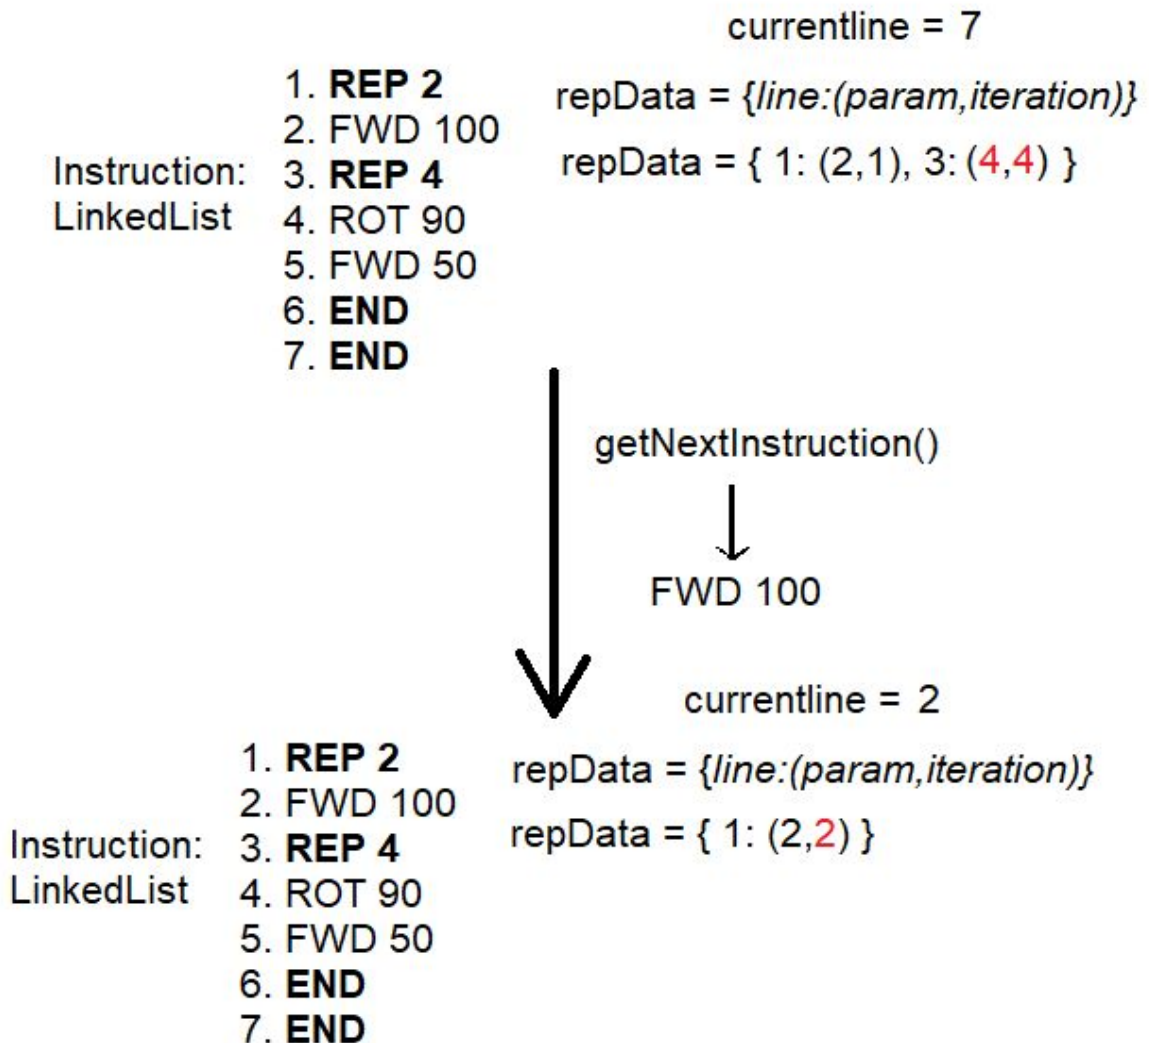 currentline = 7
1. REP 2
repData = {line:(param,iteration)}
2. FWD 100
Instruction:
3. REP 4
repData = { 1: (2,1), 3: (4,4) }
LinkedList
4. ROT 90
5. FWD 50
6. END
7. END
getNextInstruction()
FWD 100
currentline = 2
1. REP 2
repData = {line:(param,iteration)}
2. FWD 100
Instruction:
3. REP 4
repData = { 1: (2,2) }
LinkedList
4. ROT 90
5. FWD 50
6. END
7. END